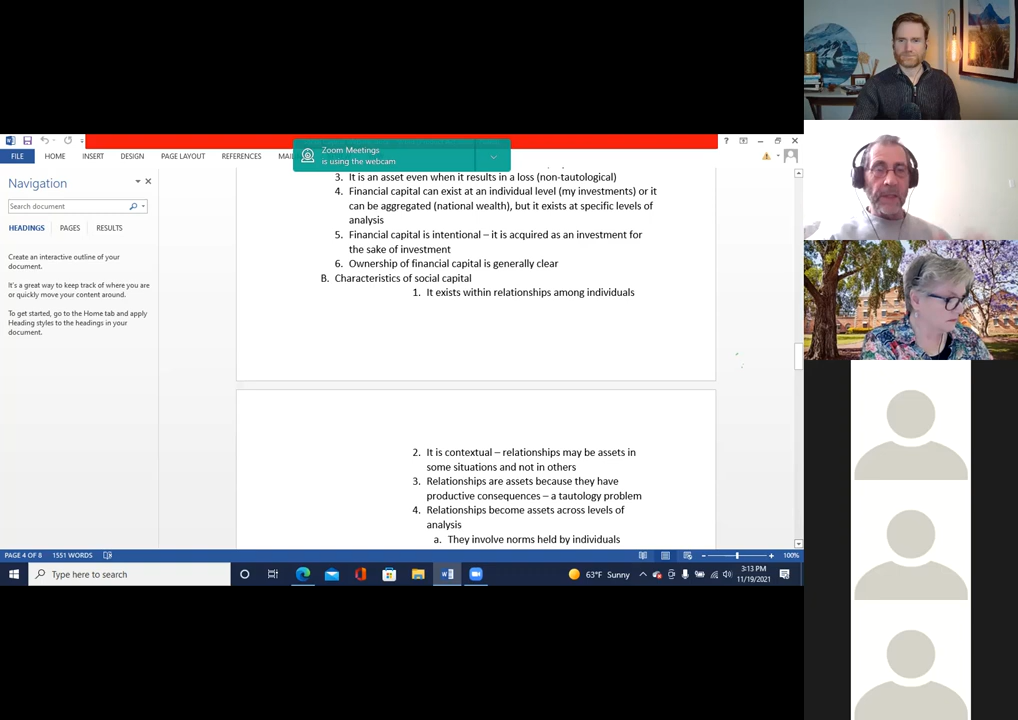 Zoom Meetings
is using the webcam
FILE HOME INSERT DESIGN PAGE LAYOUT REFERENCES
Navigation
Search document
HEADINGS PAGES RESULTS
Create an interactive outline of your
document.
It's a great way to keep track of where you are
or quickly move your content around.
To get started, go to the Home tab and apply
Heading styles to the headings in your
document.
3. It is an asset even when it results in a loss (non-tautological)
4. Financial capital can exist at an individual level (my investments) or it
can be aggregated (national wealth), but it exists at specific levels of
analysis
5. Financial capital is intentional – it is acquired as an investment for
the sake of investment
6. Ownership of financial capital is generally clear
B. Characteristics of social capital
1. It exists within relationships among individuals
2. It is contextual – relationships may be assets in
some situations and not in others
3. Relationships are assets because they have
productive consequences – a tautology problem
4. Relationships become assets across levels of
analysis
a. They involve norms held by individuals
PAGE 4 OF 8 1551 WORDS 100%
Type here to search
63°F Sunny
3:13 PM
11/19/2021